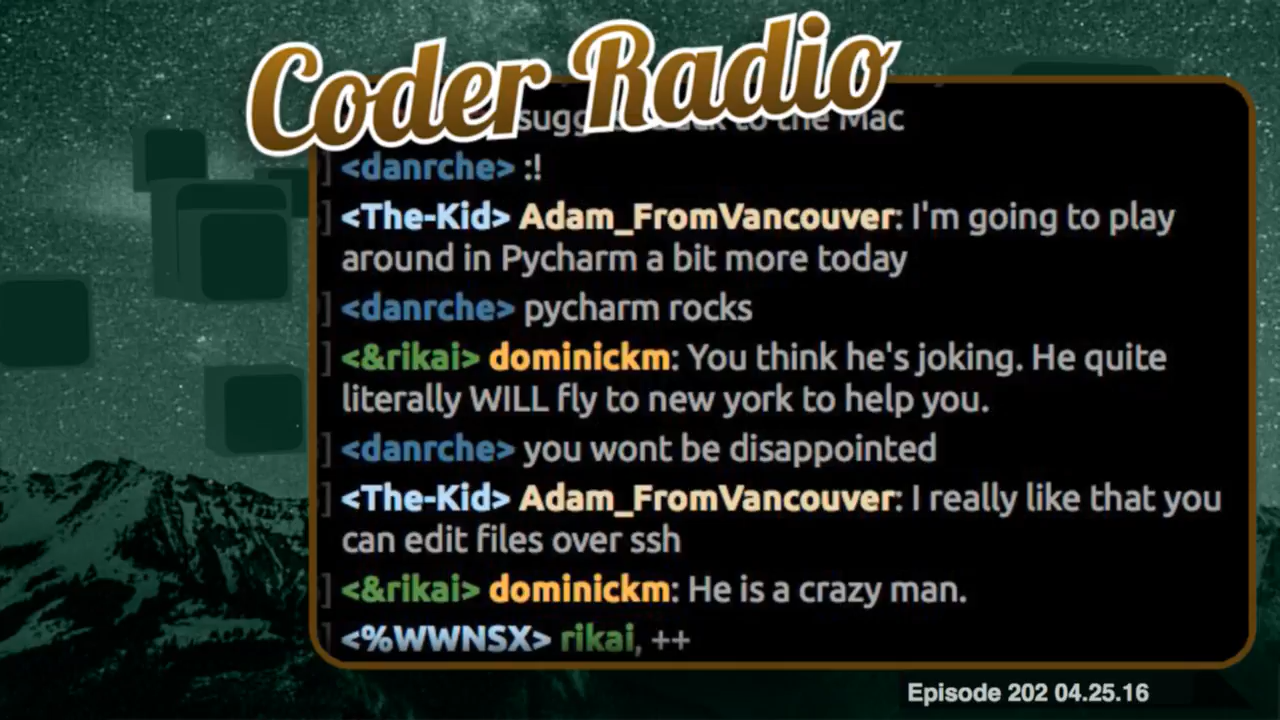 Coder Radio
to the Mac
<danrche> :!
] <The-Kid> Adam_FromVancouver: I'm going to play
around in Pycharm a bit more today
] <danrche> pycharm rocks
] <&rikai> dominickm: You think he's joking. He quite
literally WILL fly to new york to help you.
] <danrche> you wont be disappointed
] <The-Kid> Adam_FromVancouver: I really like that you
can edit files over ssh
] <&rikai> dominickm: He is a crazy man.
] <%WWNSX> rikai, ++
Episode 202 04.25.16